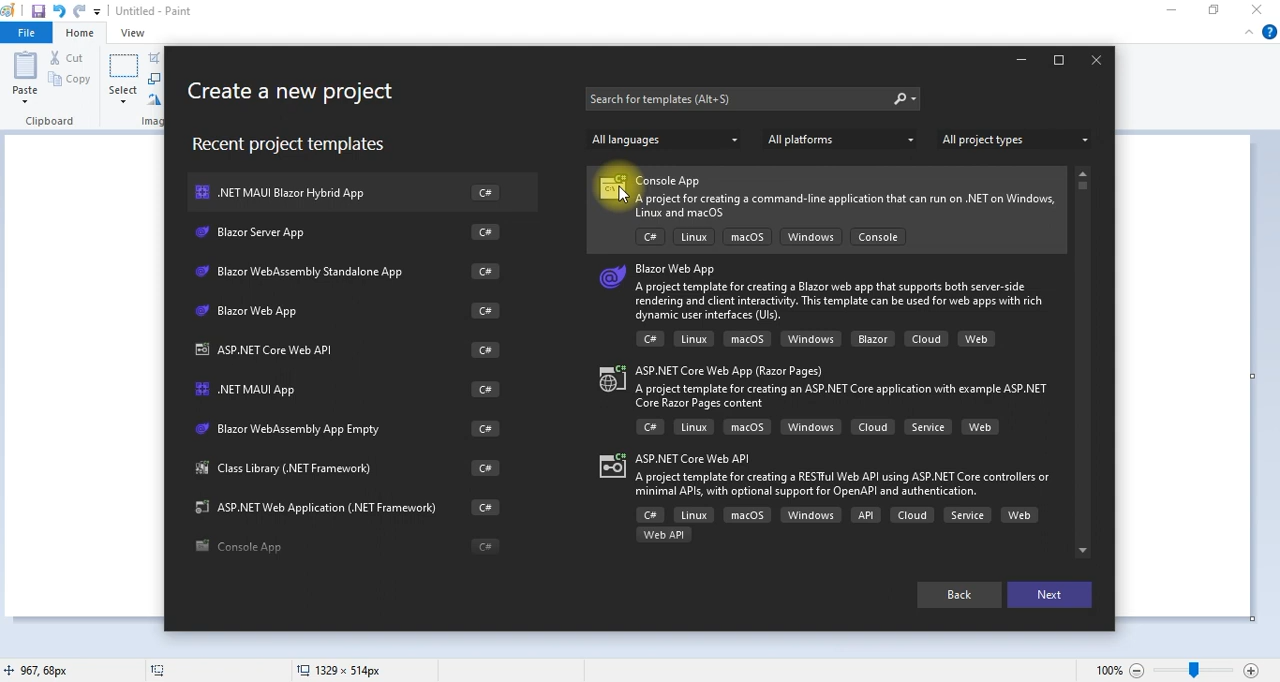 Untitled - Paint
File
Home
View
Paste
Cut
Copy
Select
Clipboard
Imag
Create a new project
Search for templates (Alt+S)
All languages
All platforms
All project types
Recent project templates
.NET MAUI Blazor Hybrid App C#
Blazor Server App C#
Blazor WebAssembly Standalone App C#
Blazor Web App C#
ASP.NET Core Web API C#
.NET MAUI App C#
Blazor WebAssembly App Empty C#
Class Library (.NET Framework) C#
ASP.NET Web Application (.NET Framework) C#
Console App C#
Console App
A project for creating a command-line application that can run on .NET on Windows,
Linux and macOS
C# Linux macOS Windows Console
Blazor Web App
A project template for creating a Blazor web app that supports both server-side
rendering and client interactivity. This template can be used for web apps with rich
dynamic user interfaces (UIs).
C# Linux macOS Windows Blazor Cloud Web
ASP.NET Core Web App (Razor Pages)
A project template for creating an ASP.NET Core application with example ASP.NET
Core Razor Pages content
C# Linux macOS Windows Cloud Service Web
ASP.NET Core Web API
A project template for creating a RESTful Web API using ASP.NET Core controllers or
minimal APIs, with optional support for OpenAPI and authentication.
C# Linux macOS Windows API Cloud Service Web
Web API
Back
Next
967, 68px
1329 × 514px
100%